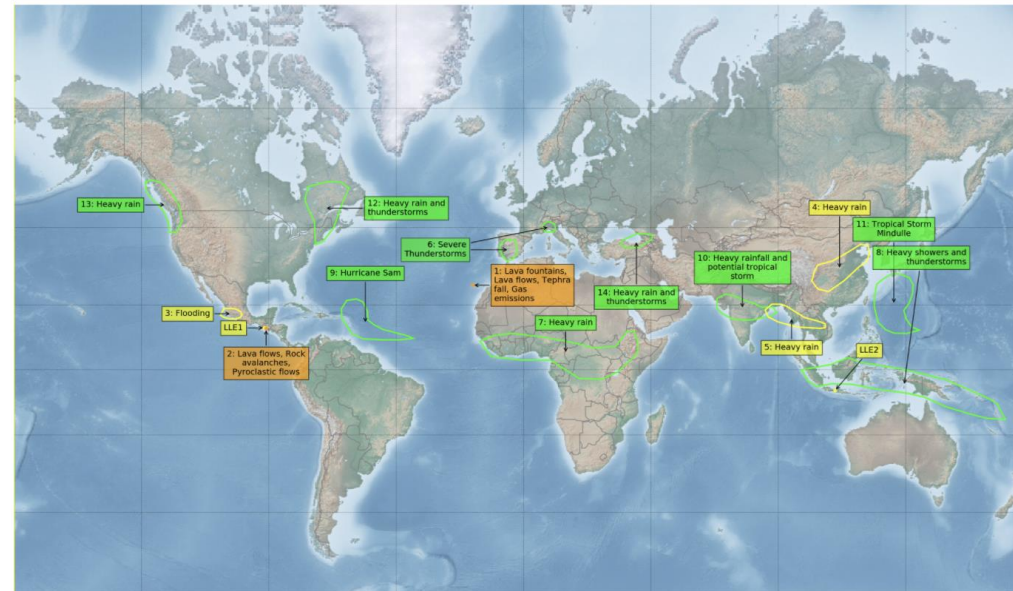 4: Heavy rain
13: Heavy rain
12: Heavy rain and
thunderstorms
11: Tropical Storm
Mindulle
6: Severe
Thunderstorms
8: Heavy showers and
thunderstorms
10: Heavy rainfall and
potential tropical
storm
9: Hurricane Sam
1: Lava fountains,
Lava flows, Tephra
fall, Gas
emissions
14: Heavy rain and
thunderstorms
3: Flooding
7: Heavy rain
LLE1
5: Heavy rain
LLE2
2: Lava flows, Rock
avalanches,
Pyroclastic flows